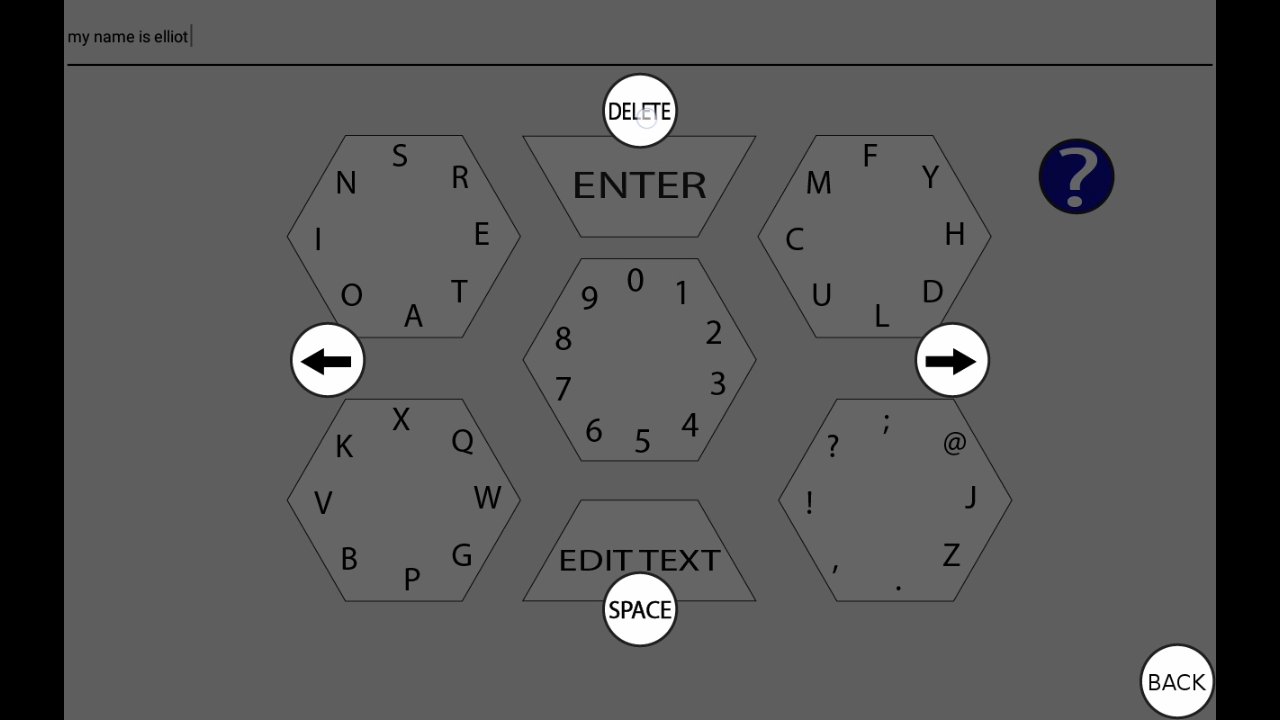 my name is elliot
DELETE
ENTER
S
N
R
I
E
O
T
A
F
M
Y
C
H
U
D
L
?
0
9
1
8
2
7
3
6
4
5
X
K
Q
V
W
B
G
P
;
?
@
!
J
,
Z
.
EDIT TEXT
SPACE
BACK